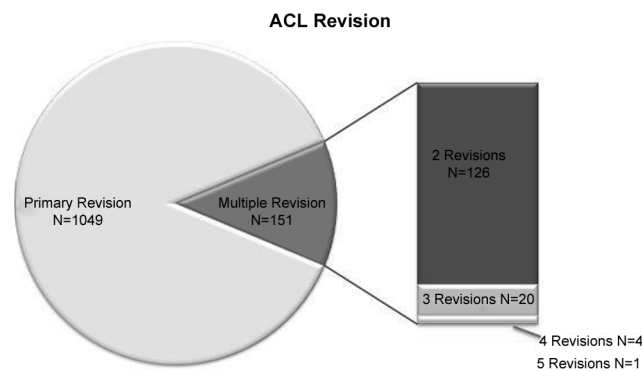 ACL Revision
Primary Revision
N=1049
Multiple Revision
N=151
2 Revisions
N=126
3 Revisions N=20
4 Revisions N=4
5 Revisions N=1